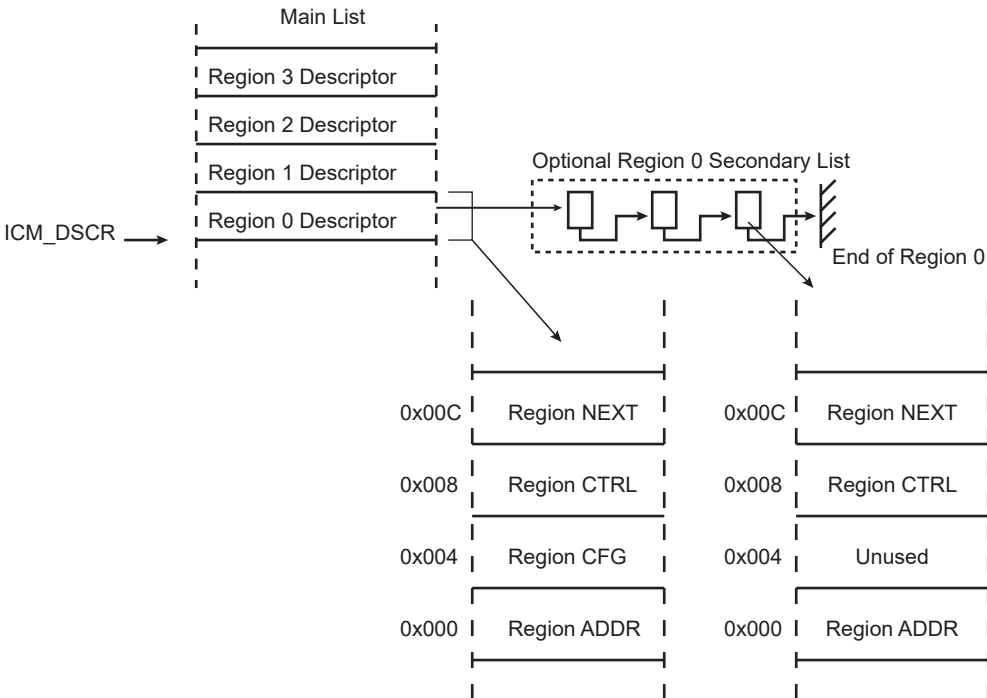 Main List
Region 3 Descriptor
Region 2 Descriptor
Region 1 Descriptor
Region 0 Descriptor
ICM_DSCR
Optional Region 0 Secondary List
End of Region 0
0x00C Region NEXT
0x008 Region CTRL
0x004 Region CFG
0x000 Region ADDR
0x00C Region NEXT
0x008 Region CTRL
0x004 Unused
0x000 Region ADDR